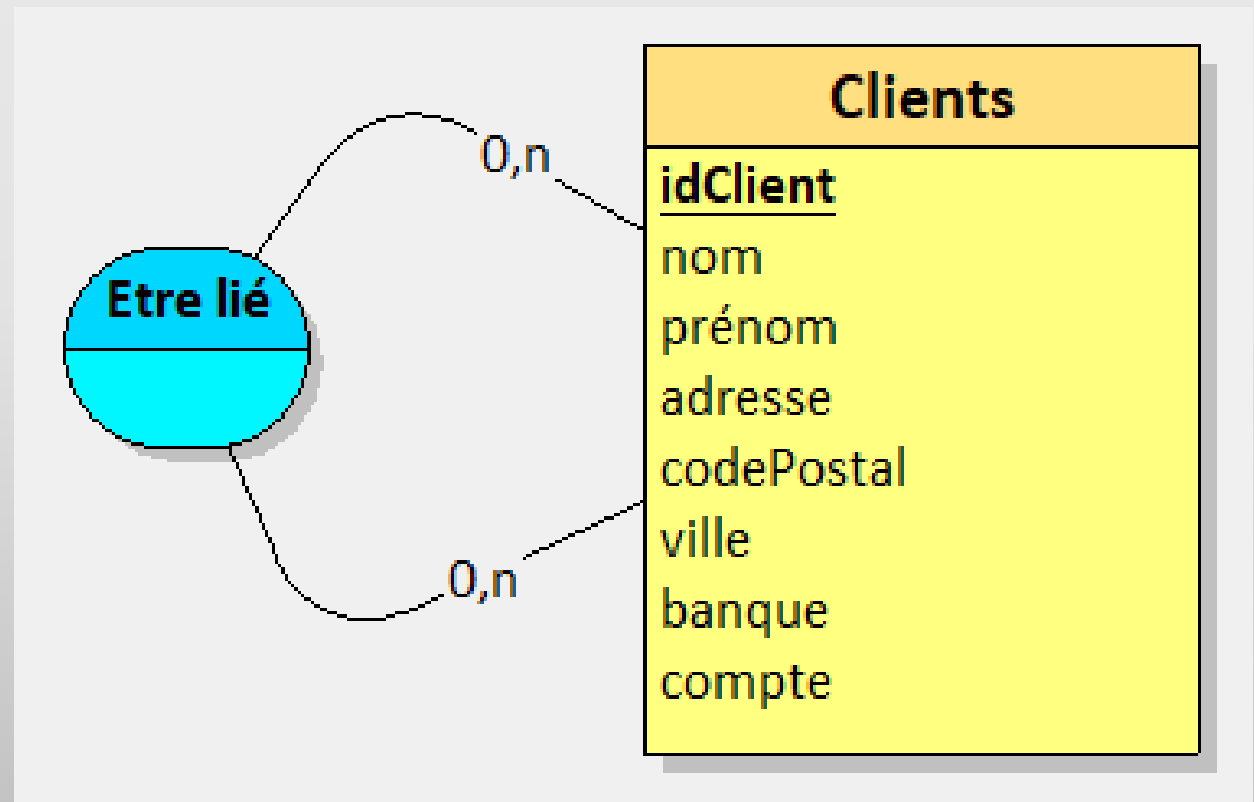 Clients
0,n
idClient
nom
Etre lié
prénom
adresse
codePostal
ville
0,n
banque
compte